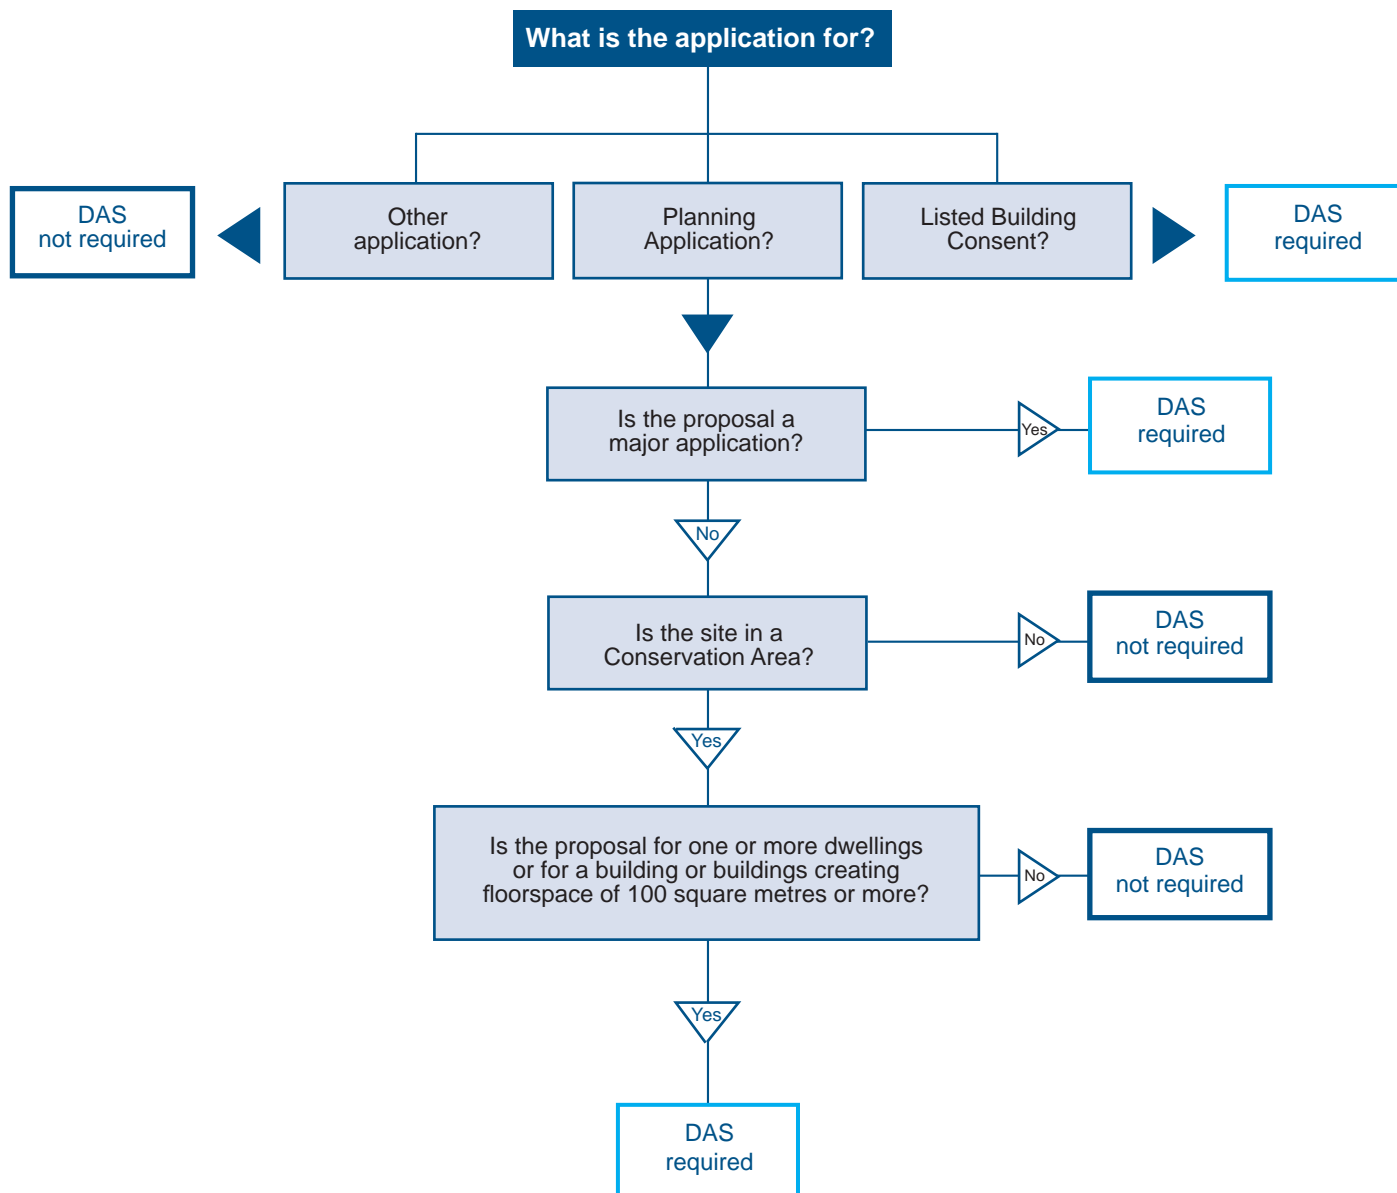 What is the application for?
DAS
not required
Other
application?
Planning
Application?
Listed Building
Consent?
DAS
required
Is the proposal a
major application?
Yes
DAS
required
No
Is the site in a
Conservation Area?
No
DAS
not required
Yes
Is the proposal for one or more dwellings
or for a building or buildings creating
floorspace of 100 square metres or more?
No
DAS
not required
Yes
DAS
required